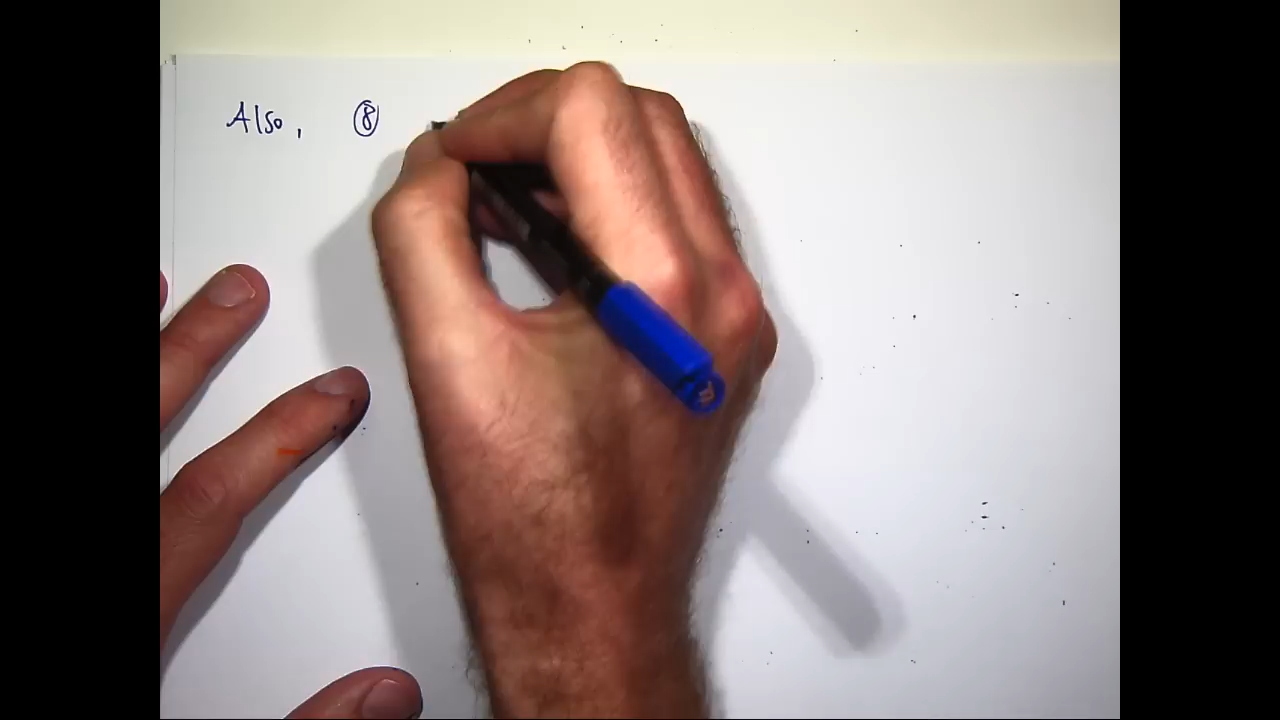 Also, ⑧